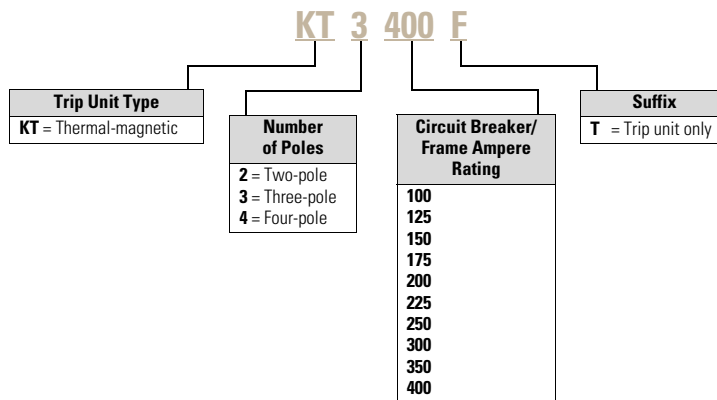 KT 3 400 F
Trip Unit Type
KT = Thermal-magnetic
Number
of Poles
2 = Two-pole
3 = Three-pole
4 = Four-pole
Circuit Breaker/
Frame Ampere
Rating
100
125
150
175
200
225
250
300
350
400
Suffix
T = Trip unit only